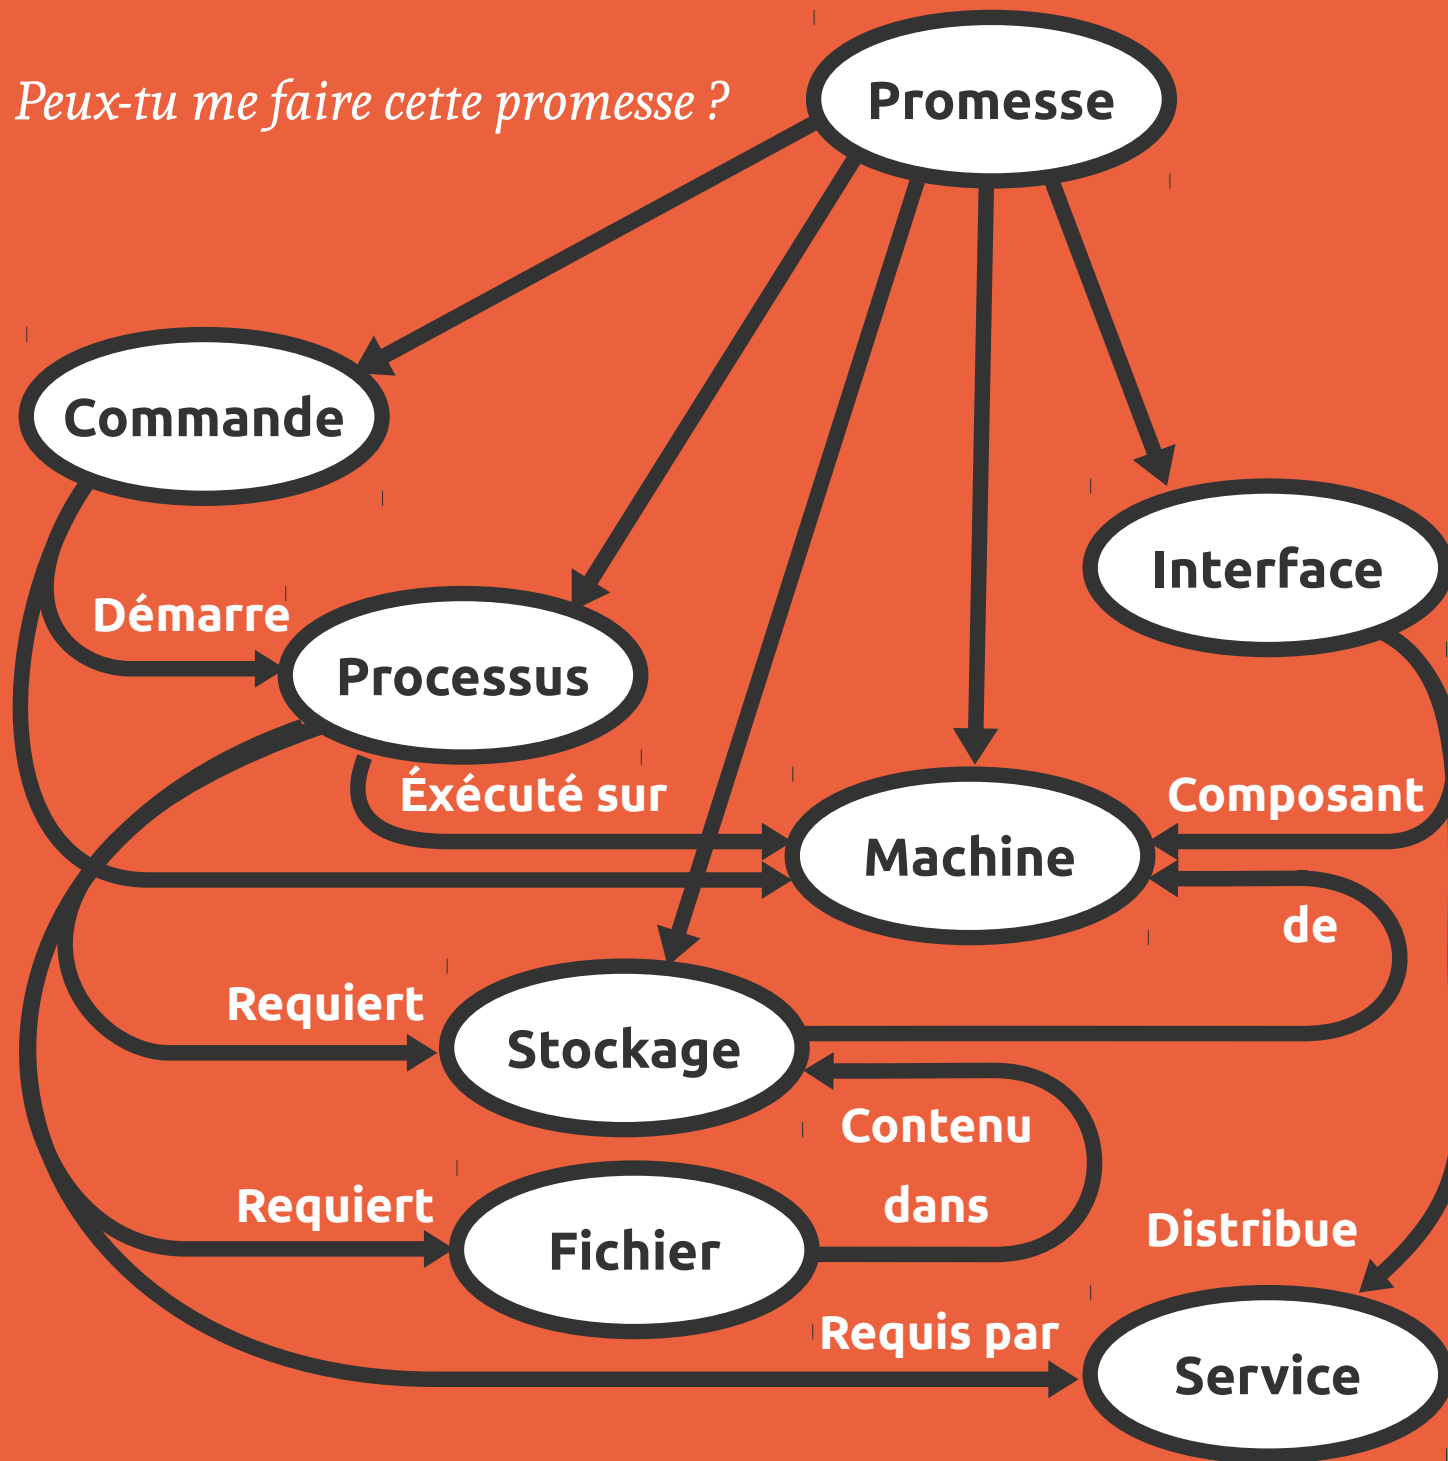 Peux-tu me faire cette promesse ?
Promesse
Commande
Interface
Démarre
Processus
Éxécuté sur
Composant
Machine
de
Requiert
Stockage
Contenu
dans
Requiert
Fichier
Distribue
Requis par
Service